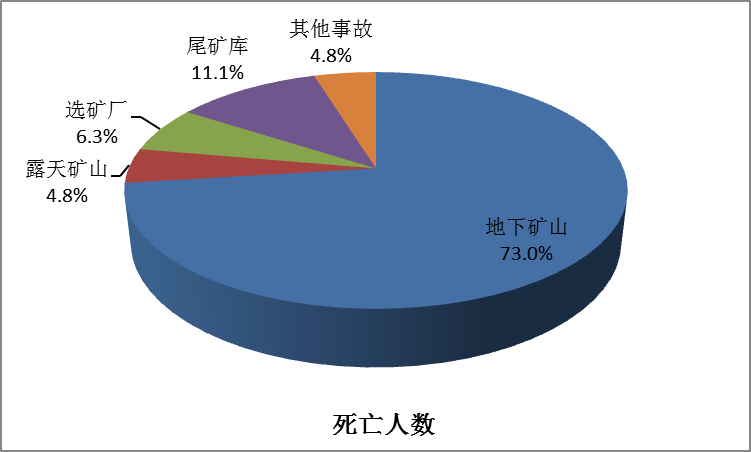 其他事故
4.8%
尾矿库
11.1%
选矿厂
6.3%
露天矿山
4.8%
地下矿山
73.0%
死亡人数